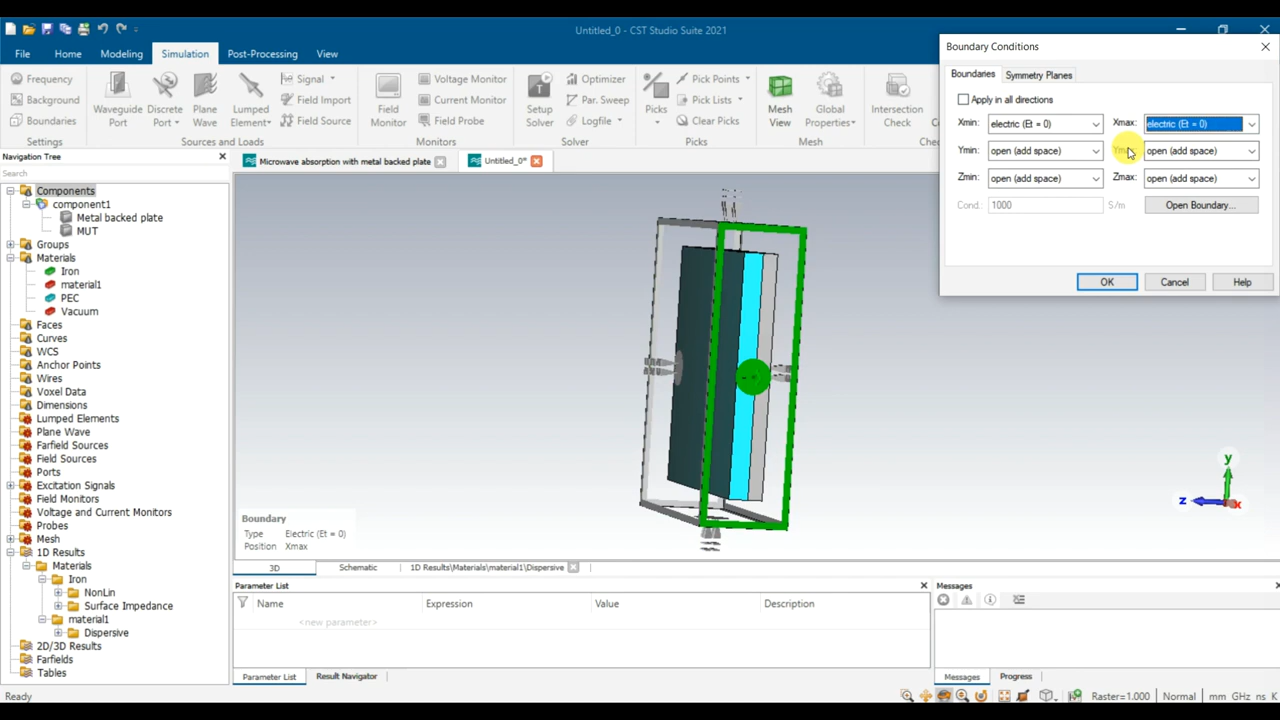 Untitled_0 - CST Studio Suite 2021
File Home Modeling Simulation Post-Processing View
Frequency
Background
Boundaries
Settings
Waveguide Port
Discrete Port
Plane Wave
Lumped Element
Signal
Field Import
Field Source
Sources and Loads
Field Monitor
Voltage Monitor
Current Monitor
Field Probe
Monitors
Setup Solver
Optimizer
Par. Sweep
Logfile
Solver
Picks
Pick Points
Pick Lists
Clear Picks
Picks
Mesh View
Global Properties
Mesh
Intersection Check
Che
Navigation Tree
Search
Components
component1
Metal backed plate
MUT
Groups
Materials
Iron
material1
PEC
Vacuum
Faces
Curves
WCS
Anchor Points
Wires
Voxel Data
Dimensions
Lumped Elements
Plane Wave
Farfield Sources
Field Sources
Ports
Excitation Signals
Field Monitors
Voltage and Current Monitors
Probes
Mesh
1D Results
Materials
Iron
NonLin
Surface Impedance
material1
Dispersive
2D/3D Results
Farfields
Tables
Microwave absorption with metal backed plate
Untitled_0*
Boundary
Type Electric (Et = 0)
Position Xmax
y
z
x
3D Schematic 1D Results\Materials\material1\Dispersive
Boundary Conditions
Boundaries Symmetry Planes
Apply in all directions
Xmin: electric (Et = 0) Xmax: electric (Et = 0)
Ymin: open (add space) Ymax: open (add space)
Zmin: open (add space) Zmax: open (add space)
Cond.: 1000 S/m Open Boundary...
OK Cancel Help
Parameter List
Name Expression Value Description
<new parameter>
Parameter List Result Navigator
Messages
Messages Progress
Ready
Raster=1.000 Normal mm GHz ns K